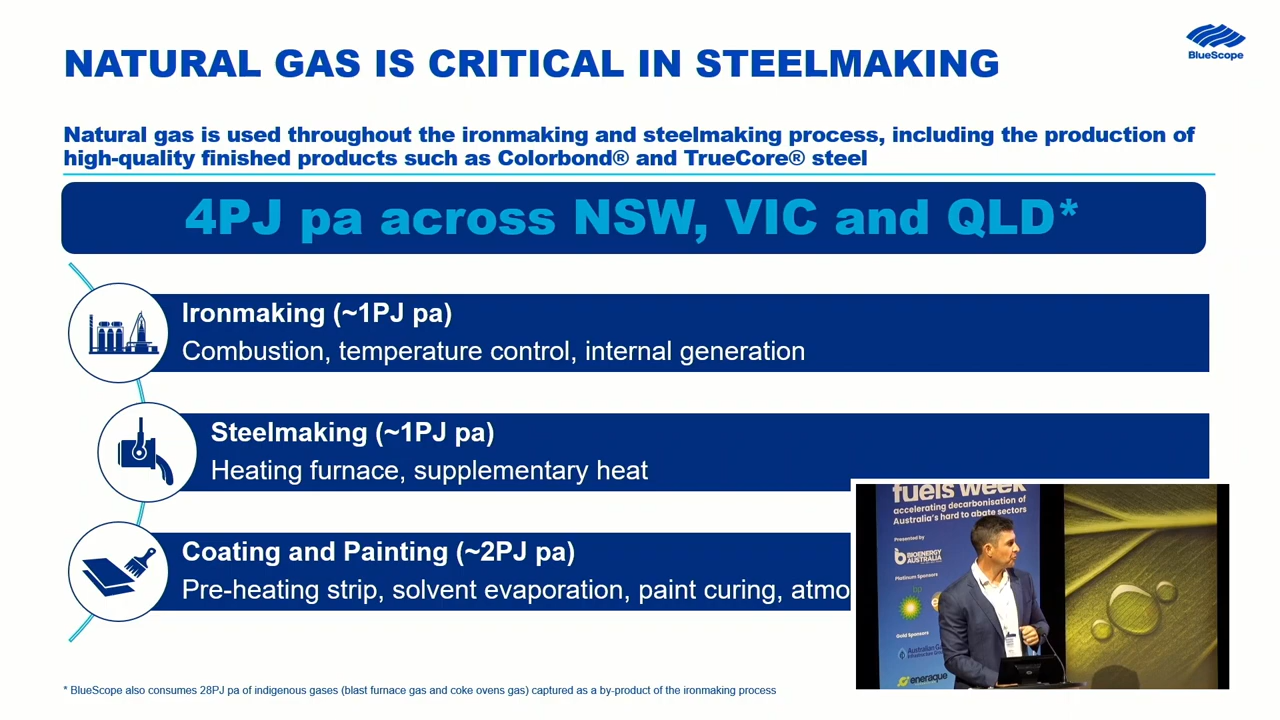 NATURAL GAS IS CRITICAL IN STEELMAKING
BlueScope
Natural gas is used throughout the ironmaking and steelmaking process, including the production of
high-quality finished products such as Colorbond® and TrueCore® steel
4PJ pa across NSW, VIC and QLD*
Ironmaking (~1PJ pa)
Combustion, temperature control, internal generation
Steelmaking (~1PJ pa)
Heating furnace, supplementary heat
Coating and Painting (~2PJ pa)
Pre-heating strip, solvent evaporation, paint curing, atmo
fuels week
accelerating decarbonisation of
Australia's hard to abate sectors
Presented by
BIOENERGY
AUSTRALIA
Platinum Sponsors
bp
Gold Sponsors
Australian Gas
Infrastructure Group
eneraque
* BlueScope also consumes 28PJ pa of indigenous gases (blast furnace gas and coke ovens gas) captured as a by-product of the ironmaking process